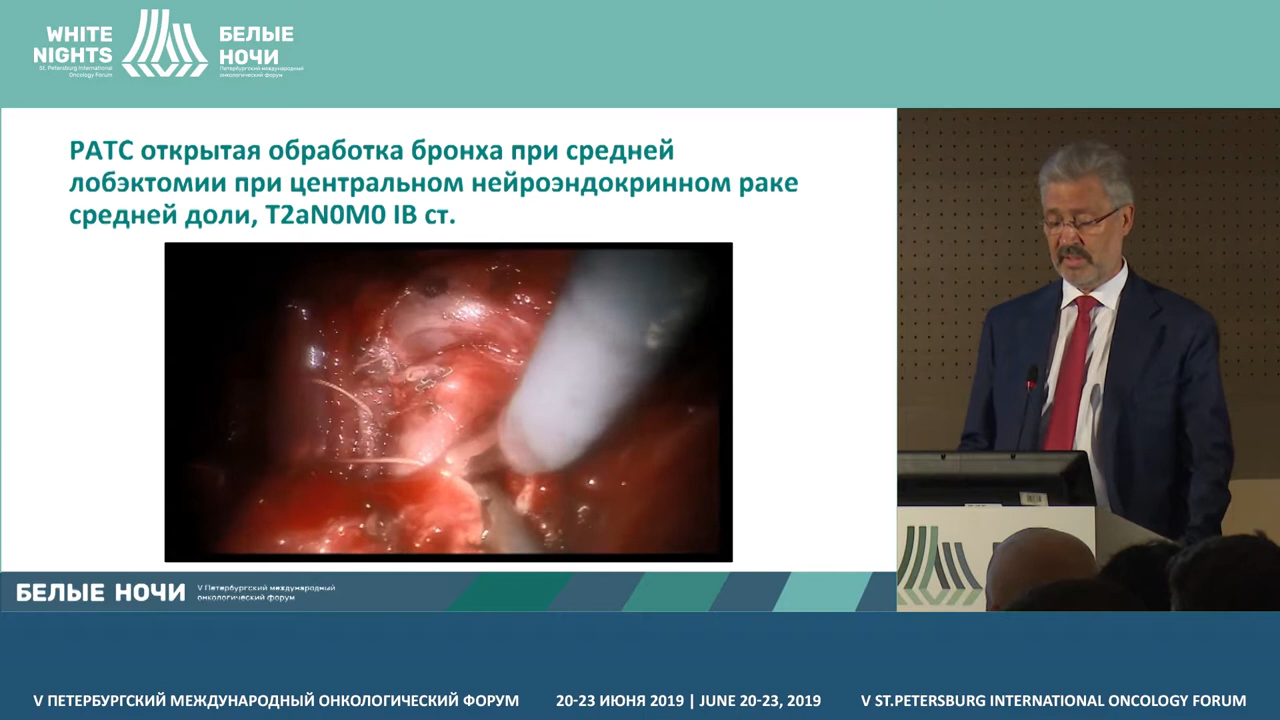 WHITE
NIGHTS
St. Petersburg International
Oncology Forum
БЕЛЫЕ
НОЧИ
Петербургский международный
онкологический форум
РАТС открытая обработка бронха при средней
лобэктомии при центральном нейроэндокринном раке
средней доли, T2aN0M0 IB ст.
БЕЛЫЕ НОЧИ
V Петербургский международный
онкологический форум
V ПЕТЕРБУРГСКИЙ МЕЖДУНАРОДНЫЙ ОНКОЛОГИЧЕСКИЙ ФОРУМ
20-23 ИЮНЯ 2019 | JUNE 20-23, 2019
V ST.PETERSBURG INTERNATIONAL ONCOLOGY FORUM